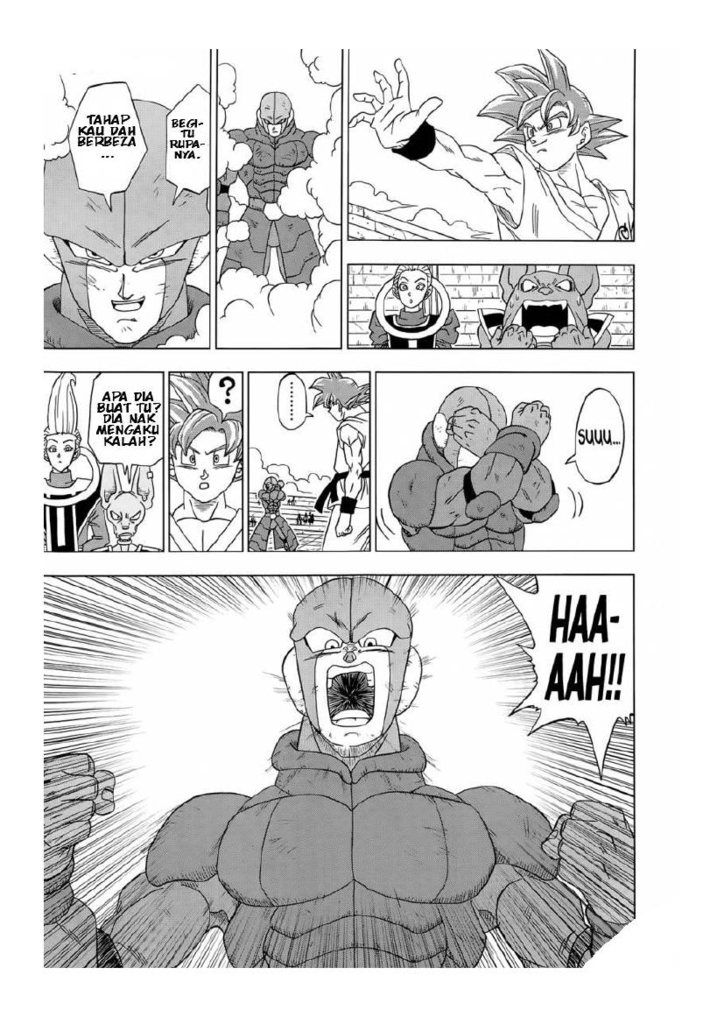 BEGI-
TU
RUPA-
NYA.
TAHAP
KAU DAH
BERBEZA
...
SUUU...
........
?
APA DIA
BUAT TU?
DIA NAK
MENGAKU
KALAH?
HAA-
AAH!!